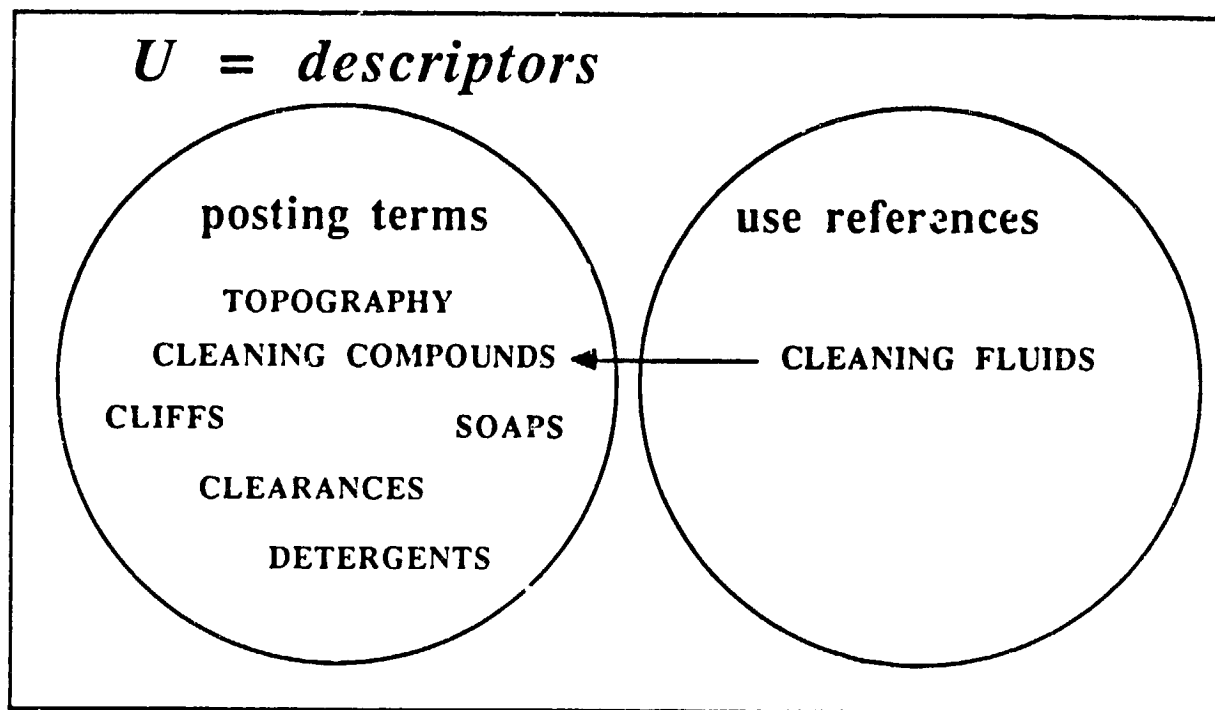 U = descriptors
posting terms
use references
TOPOGRAPHY
CLEANING COMPOUNDS
CLEANING FLUIDS
CLIFFS
SOAPS
CLEARANCES
DETERGENTS